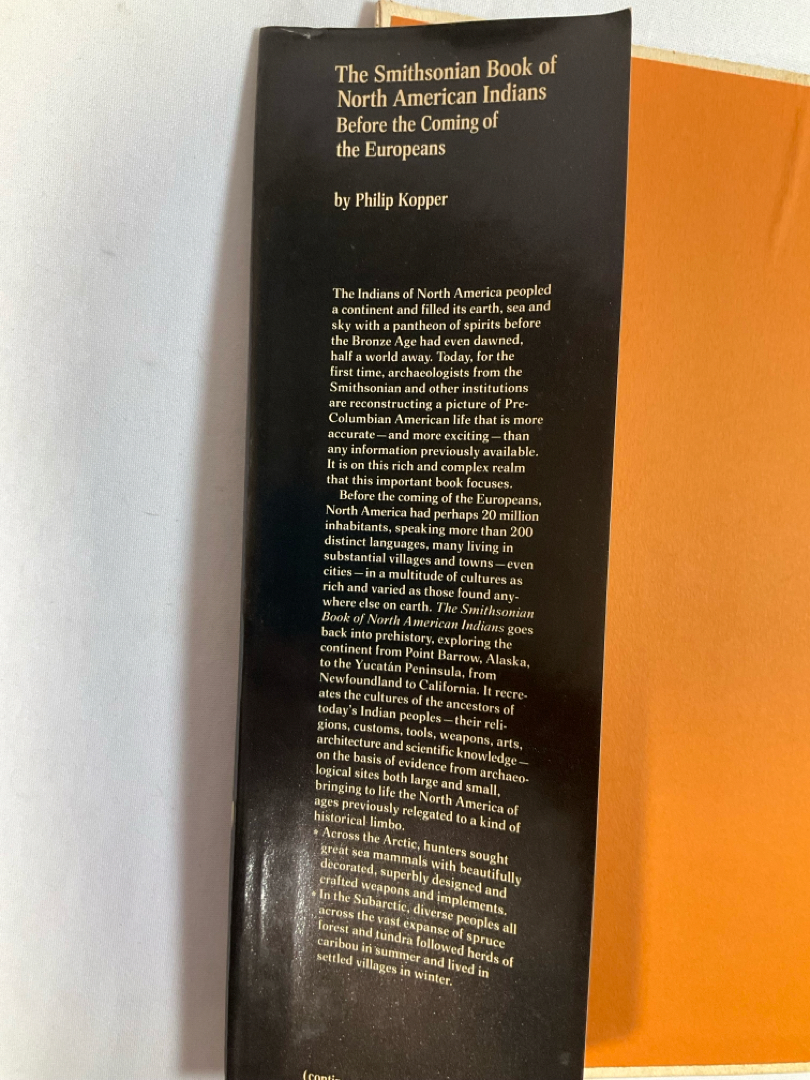 The Smithsonian Book of
North American Indians
Before the Coming of
the Europeans
by Philip Kopper
The Indians of North America peopled
a continent and filled its earth, sea and
sky with a pantheon of spirits before
the Bronze Age had even dawned,
half a world away. Today, for the
first time, archaeologists from the
Smithsonian and other institutions
are reconstructing a picture of Pre-
Columbian American life that is more
accurate—and more exciting—than
any information previously available.
It is on this rich and complex realm
that this important book focuses.
Before the coming of the Europeans,
North America had perhaps 20 million
inhabitants, speaking more than 200
distinct languages, many living in
substantial villages and towns—even
cities—in a multitude of cultures as
rich and varied as those found any-
where else on earth. The Smithsonian
Book of North American Indians goes
back into prehistory, exploring the
continent from Point Barrow, Alaska,
to the Yucatán Peninsula, from
Newfoundland to California. It recre-
ates the cultures of the ancestors of
today's Indian peoples—their reli-
gions, customs, tools, weapons, arts,
architecture and scientific knowledge—
on the basis of evidence from archaeo-
logical sites both large and small,
bringing to life the North America of
ages previously relegated to a kind of
historical limbo.
• Across the Arctic, hunters sought
great sea mammals with beautifully
decorated, superbly designed and
crafted weapons and implements.
• In the Subarctic, diverse peoples all
across the vast expanse of spruce
forest and tundra followed herds of
caribou in summer and lived in
settled villages in winter.